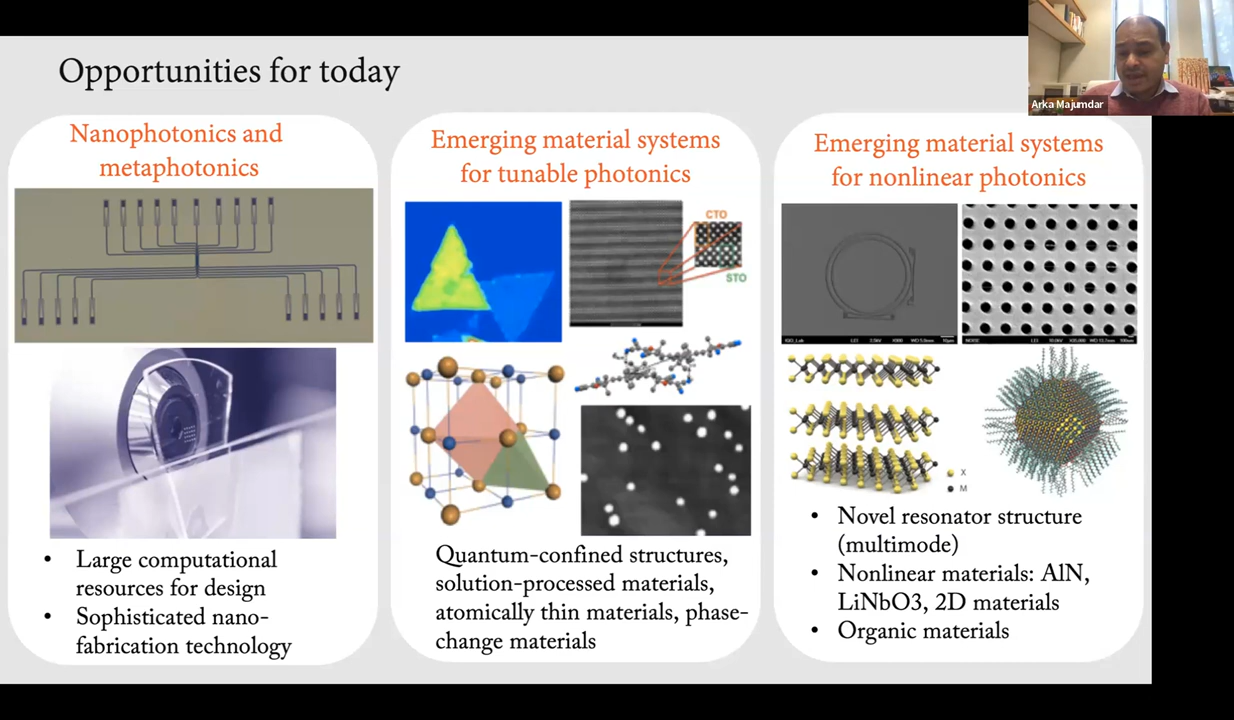 Opportunities for today
Arka Majumdar
Nanophotonics and
metaphotonics
• Large computational
resources for design
• Sophisticated nano-
fabrication technology
Emerging material systems
for tunable photonics
CTO
STO
Quantum-confined structures,
solution-processed materials,
atomically thin materials, phase-
change materials
Emerging material systems
for nonlinear photonics
X
M
• Novel resonator structure
(multimode)
• Nonlinear materials: AlN,
LiNbO3, 2D materials
• Organic materials